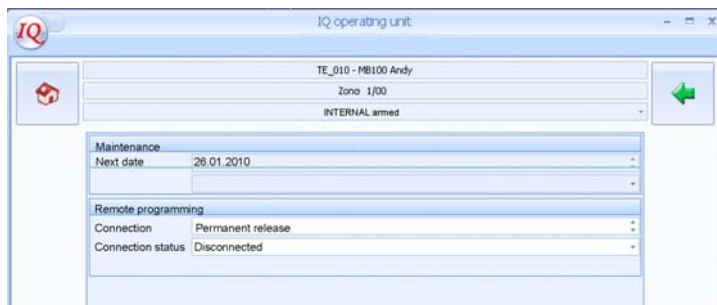 IQ
IQ operating unit
TE_010 - MB100 Andy
Zone 1/00
INTERNAL armed
Maintenance
Next date 26.01.2010
Remote programming
Connection Permanent release
Connection status Disconnected